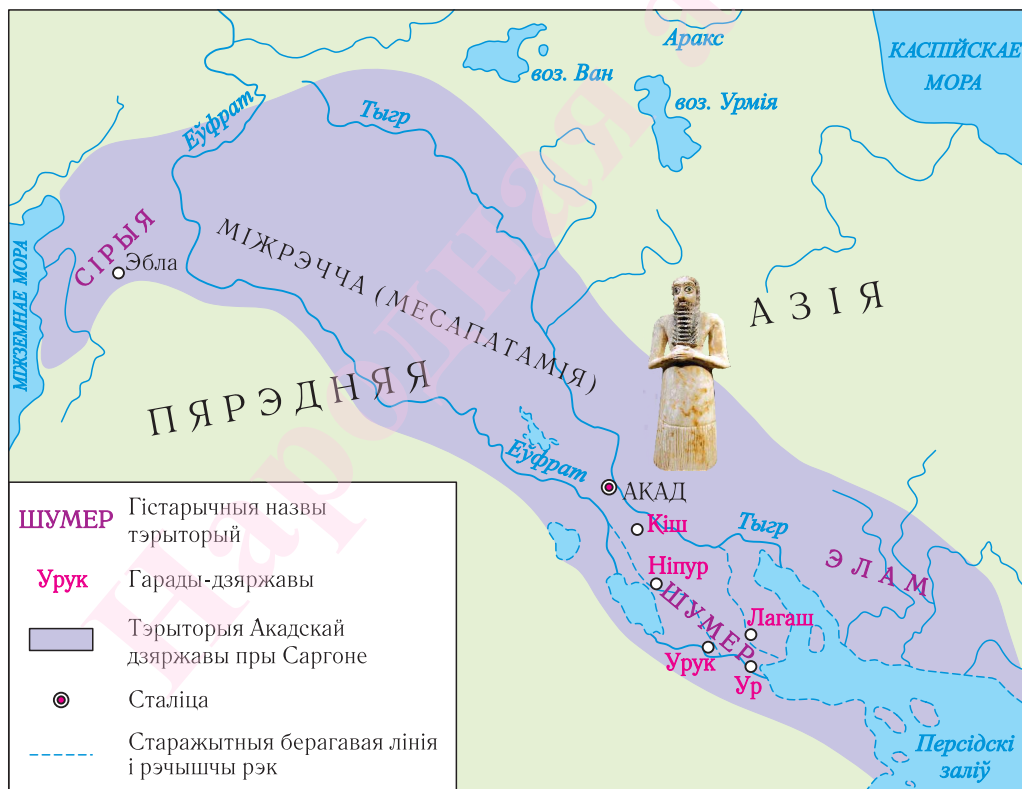 Аракс
КАСПІЙСКАЕ
МОРА
воз. Ван
воз. Урмія
Еўфрат
Тыгр
СІРЫЯ
Эбла
МІЖРЭЧЧА (МЕСАПАТАМІЯ)
МІЖЗЕМНАЕ МОРА
ПЯРЭДНЯЯ
АЗІЯ
Еўфрат
АКАД
Кіш
Тыгр
Ніпур
ШУМЕР
ЭЛАМ
Лагаш
Урук
Ур
Персідскі
заліў
ШУМЕР
Гістарычныя назвы
тэрыторый
Урук
Гарады-дзяржавы
Тэрыторыя Акадскай
дзяржавы пры Саргоне
Сталіца
Старажытныя берагавая лінія
і рэчышчы рэк
Народная